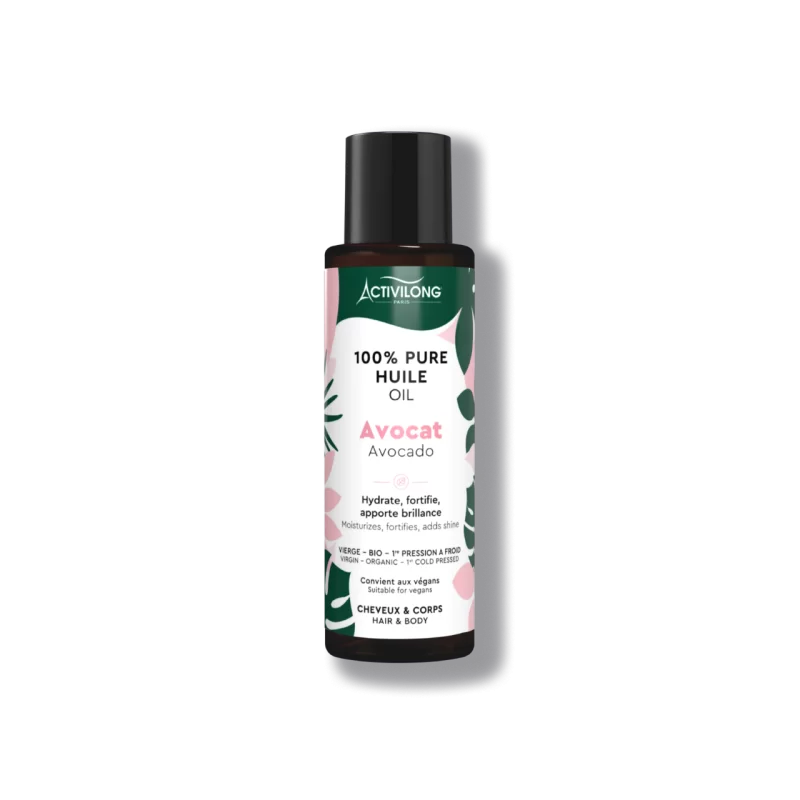 ACTIVILONG
PARIS
100% PURE
HUILE
OIL
Avocat
Avocado
Hydrate, fortifie,
apporte brillance
Moisturizes, fortifies, adds shine
VIERGE - BIO - 1re PRESSION A FROID
VIRGIN - ORGANIC - 1st COLD PRESSED
Convient aux végans
Suitable for vegans
CHEVEUX & CORPS
HAIR & BODY